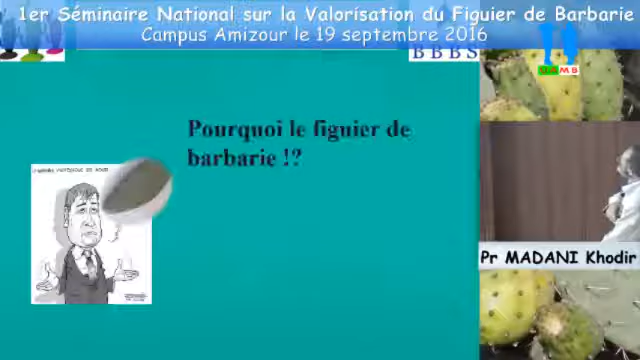 1er Séminaire National sur la Valorisation du Figuier de Barbarie
Campus Amizour le 19 septembre 2016
B B B S
Pourquoi le figuier de
barbarie !?
Pr MADANI Khodir